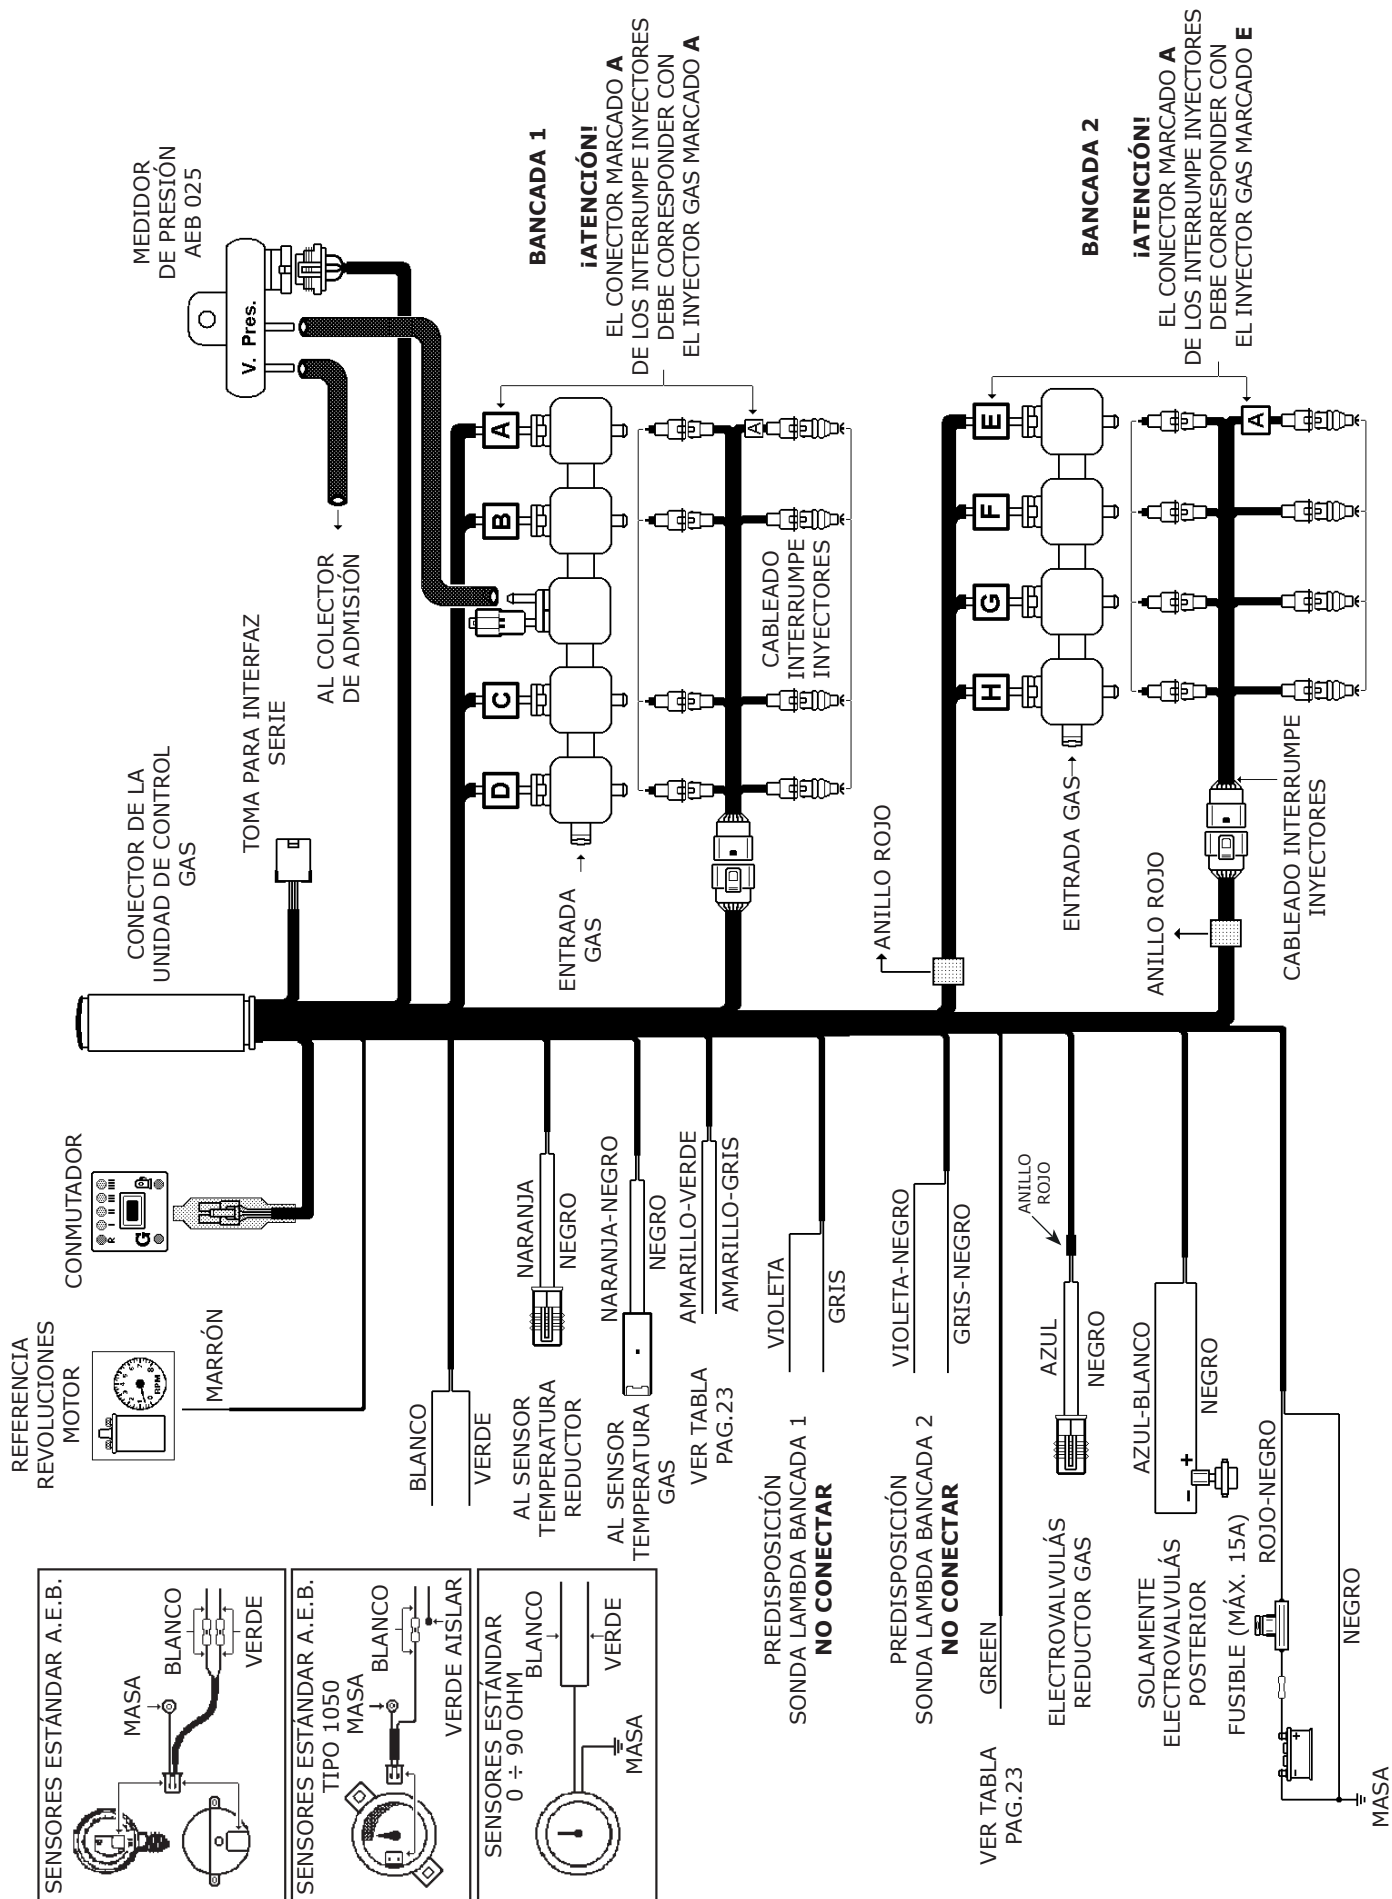 SENSORES ESTÁNDAR A.E.B.
MASA
BLANCO
VERDE
SENSORES ESTÁNDAR A.E.B.
TIPO 1050
MASA
BLANCO
VERDE AISLAR
SENSORES ESTÁNDAR
0 ÷ 90 OHM
BLANCO
VERDE
MASA
REFERENCIA
REVOLUCIONES
MOTOR
RPM
MARRÓN
CONMUTADOR
R I II III IIII
G
CONECTOR DE LA
UNIDAD DE CONTROL
GAS
TOMA PARA INTERFAZ
SERIE
AL COLECTOR
DE ADMISIÓN
MEDIDOR
DE PRESIÓN
AEB 025
V. Pres.
BLANCO
VERDE
AL SENSOR
TEMPERATURA
REDUCTOR
NARANJA
NEGRO
AL SENSOR
TEMPERATURA
GAS
NARANJA-NEGRO
NEGRO
VER TABLA
PAG.23
AMARILLO-VERDE
AMARILLO-GRIS
PREDISPOSICIÓN
SONDA LAMBDA BANCADA 1
NO CONECTAR
VIOLETA
GRIS
PREDISPOSICIÓN
SONDA LAMBDA BANCADA 2
NO CONECTAR
VIOLETA-NEGRO
GRIS-NEGRO
VER TABLA
PAG.23
GREEN
ELECTROVALVULÁS
REDUCTOR GAS
AZUL
NEGRO
ANILLO
ROJO
SOLAMENTE
ELECTROVALVULÁS
POSTERIOR
AZUL-BLANCO
NEGRO
- +
FUSIBLE (MÁX. 15A)
ROJO-NEGRO
- +
NEGRO
MASA
D
C
B
A
ENTRADA
GAS
CABLEADO
INTERRUMPE
INYECTORES
A
BANCADA 1
¡ATENCIÓN!
EL CONECTOR MARCADO A
DE LOS INTERRUMPE INYECTORES
DEBE CORRESPONDER CON
EL INYECTOR GAS MARCADO A
ANILLO ROJO
H
G
F
E
ENTRADA GAS
ANILLO ROJO
CABLEADO INTERRUMPE
INYECTORES
A
BANCADA 2
¡ATENCIÓN!
EL CONECTOR MARCADO A
DE LOS INTERRUMPE INYECTORES
DEBE CORRESPONDER CON
EL INYECTOR GAS MARCADO E